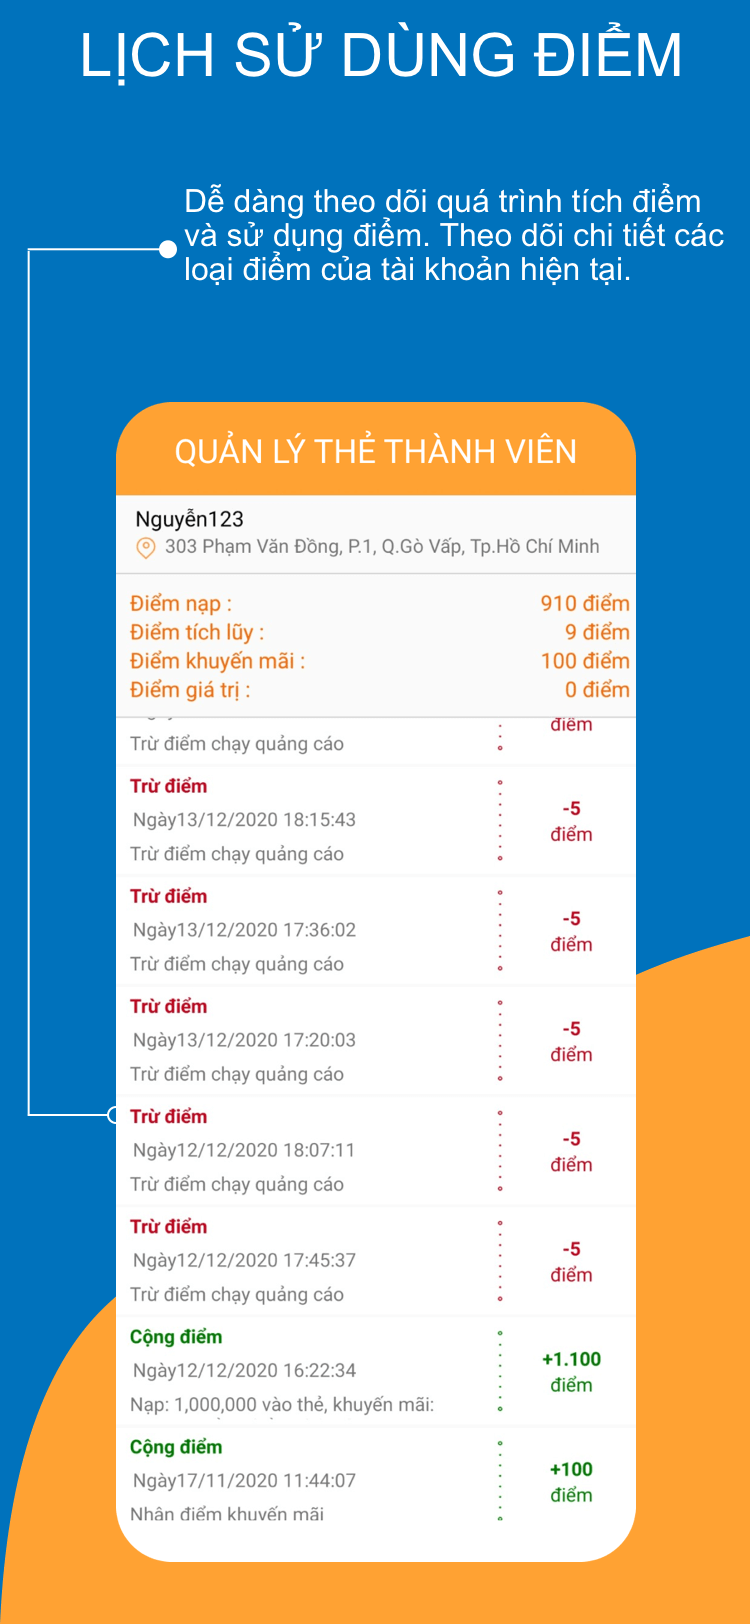 LỊCH SỬ DÙNG ĐIỂM
Dễ dàng theo dõi quá trình tích điểm
và sử dụng điểm. Theo dõi chi tiết các
loại điểm của tài khoản hiện tại.
QUẢN LÝ THẺ THÀNH VIÊN
Nguyễn123
303 Phạm Văn Đồng, P.1, Q.Gò Vấp, Tp.Hồ Chí Minh
Điểm nạp : 910 điểm
Điểm tích lũy : 9 điểm
Điểm khuyến mãi : 100 điểm
Điểm giá trị : 0 điểm
điểm
Trừ điểm chạy quảng cáo
Trừ điểm
Ngày13/12/2020 18:15:43
Trừ điểm chạy quảng cáo
-5
điểm
Trừ điểm
Ngày13/12/2020 17:36:02
Trừ điểm chạy quảng cáo
-5
điểm
Trừ điểm
Ngày13/12/2020 17:20:03
Trừ điểm chạy quảng cáo
-5
điểm
Trừ điểm
Ngày12/12/2020 18:07:11
Trừ điểm chạy quảng cáo
-5
điểm
Trừ điểm
Ngày12/12/2020 17:45:37
Trừ điểm chạy quảng cáo
-5
điểm
Cộng điểm
Ngày12/12/2020 16:22:34
Nạp: 1,000,000 vào thẻ, khuyến mãi:
+1.100
điểm
Cộng điểm
Ngày17/11/2020 11:44:07
Nhận điểm khuyến mãi
+100
điểm